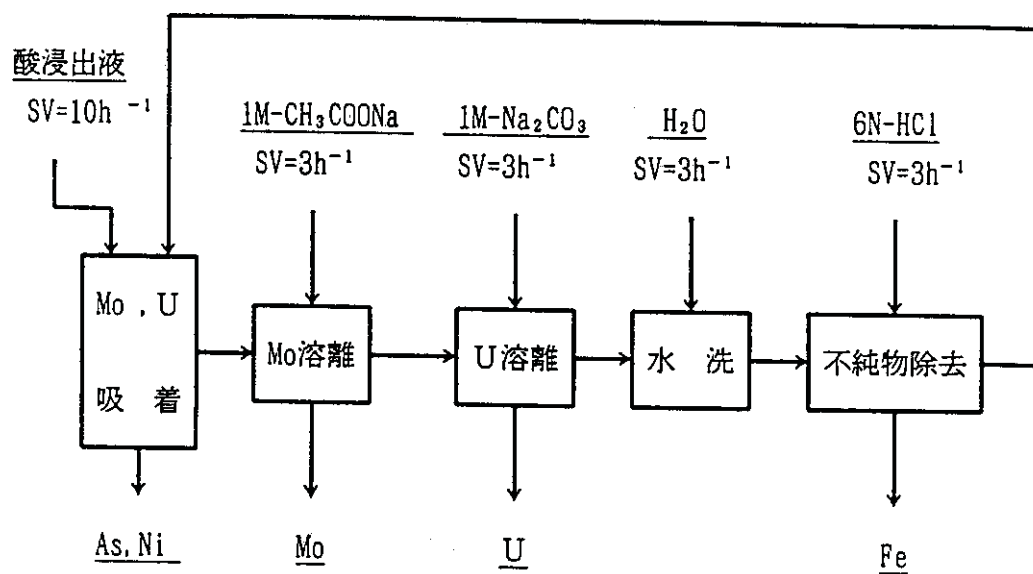 酸浸出液
SV=10h⁻¹
1M-CH₃COONa
SV=3h⁻¹
1M-Na₂CO₃
SV=3h⁻¹
H₂O
SV=3h⁻¹
6N-HCl
SV=3h⁻¹
Mo , U
吸着
Mo溶離
U溶離
水洗
不純物除去
As,Ni
Mo
U
Fe